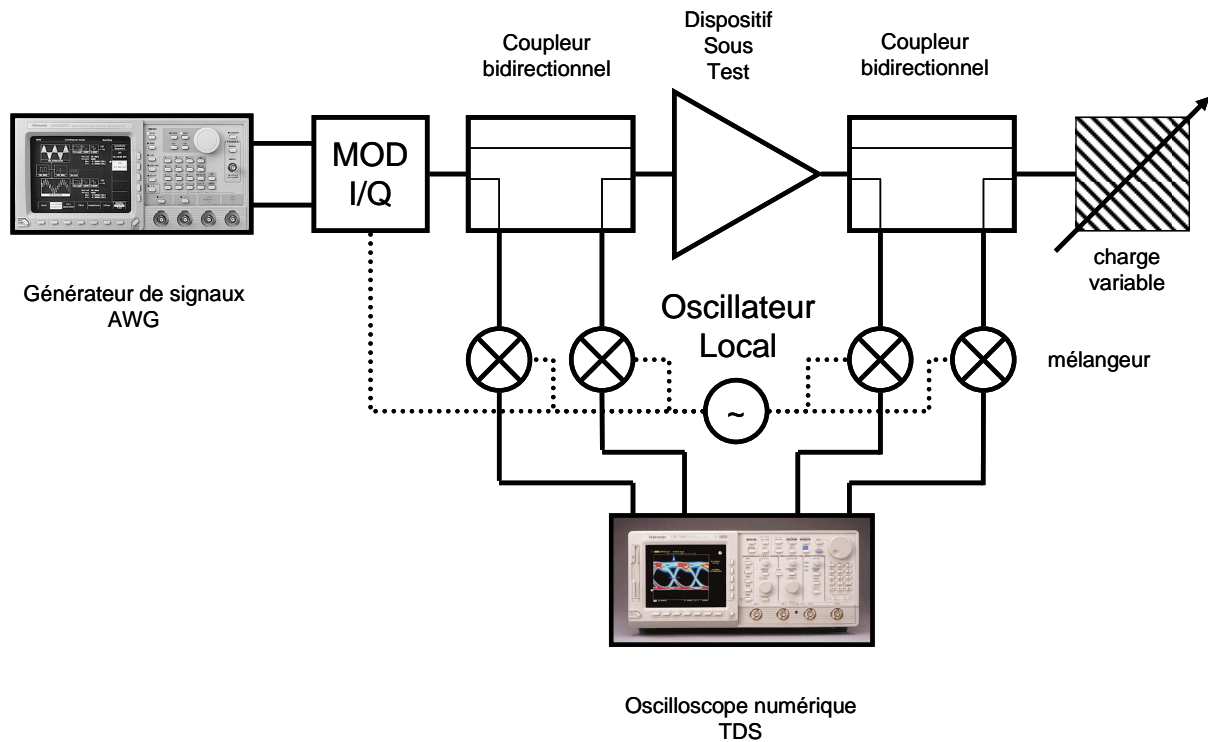 Dispositif
Sous
Test
Coupleur
bidirectionnel
Coupleur
bidirectionnel
MOD
I/Q
Générateur de signaux
AWG
charge
variable
Oscillateur
Local
mélangeur
~
Oscilloscope numérique
TDS